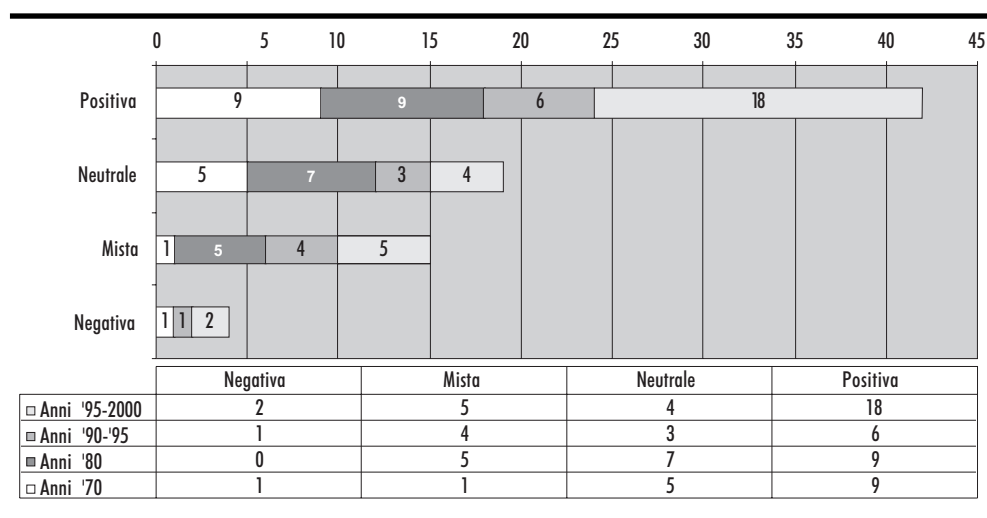 0 5 10 15 20 25 30 35 40 45
Positiva 9 9 6 18
Neutrale 5 7 3 4
Mista 1 5 4 5
Negativa 1 1 2
Negativa Mista Neutrale Positiva
Anni '95-2000 2 5 4 18
Anni '90-'95 1 4 3 6
Anni '80 0 5 7 9
Anni '70 1 1 5 9